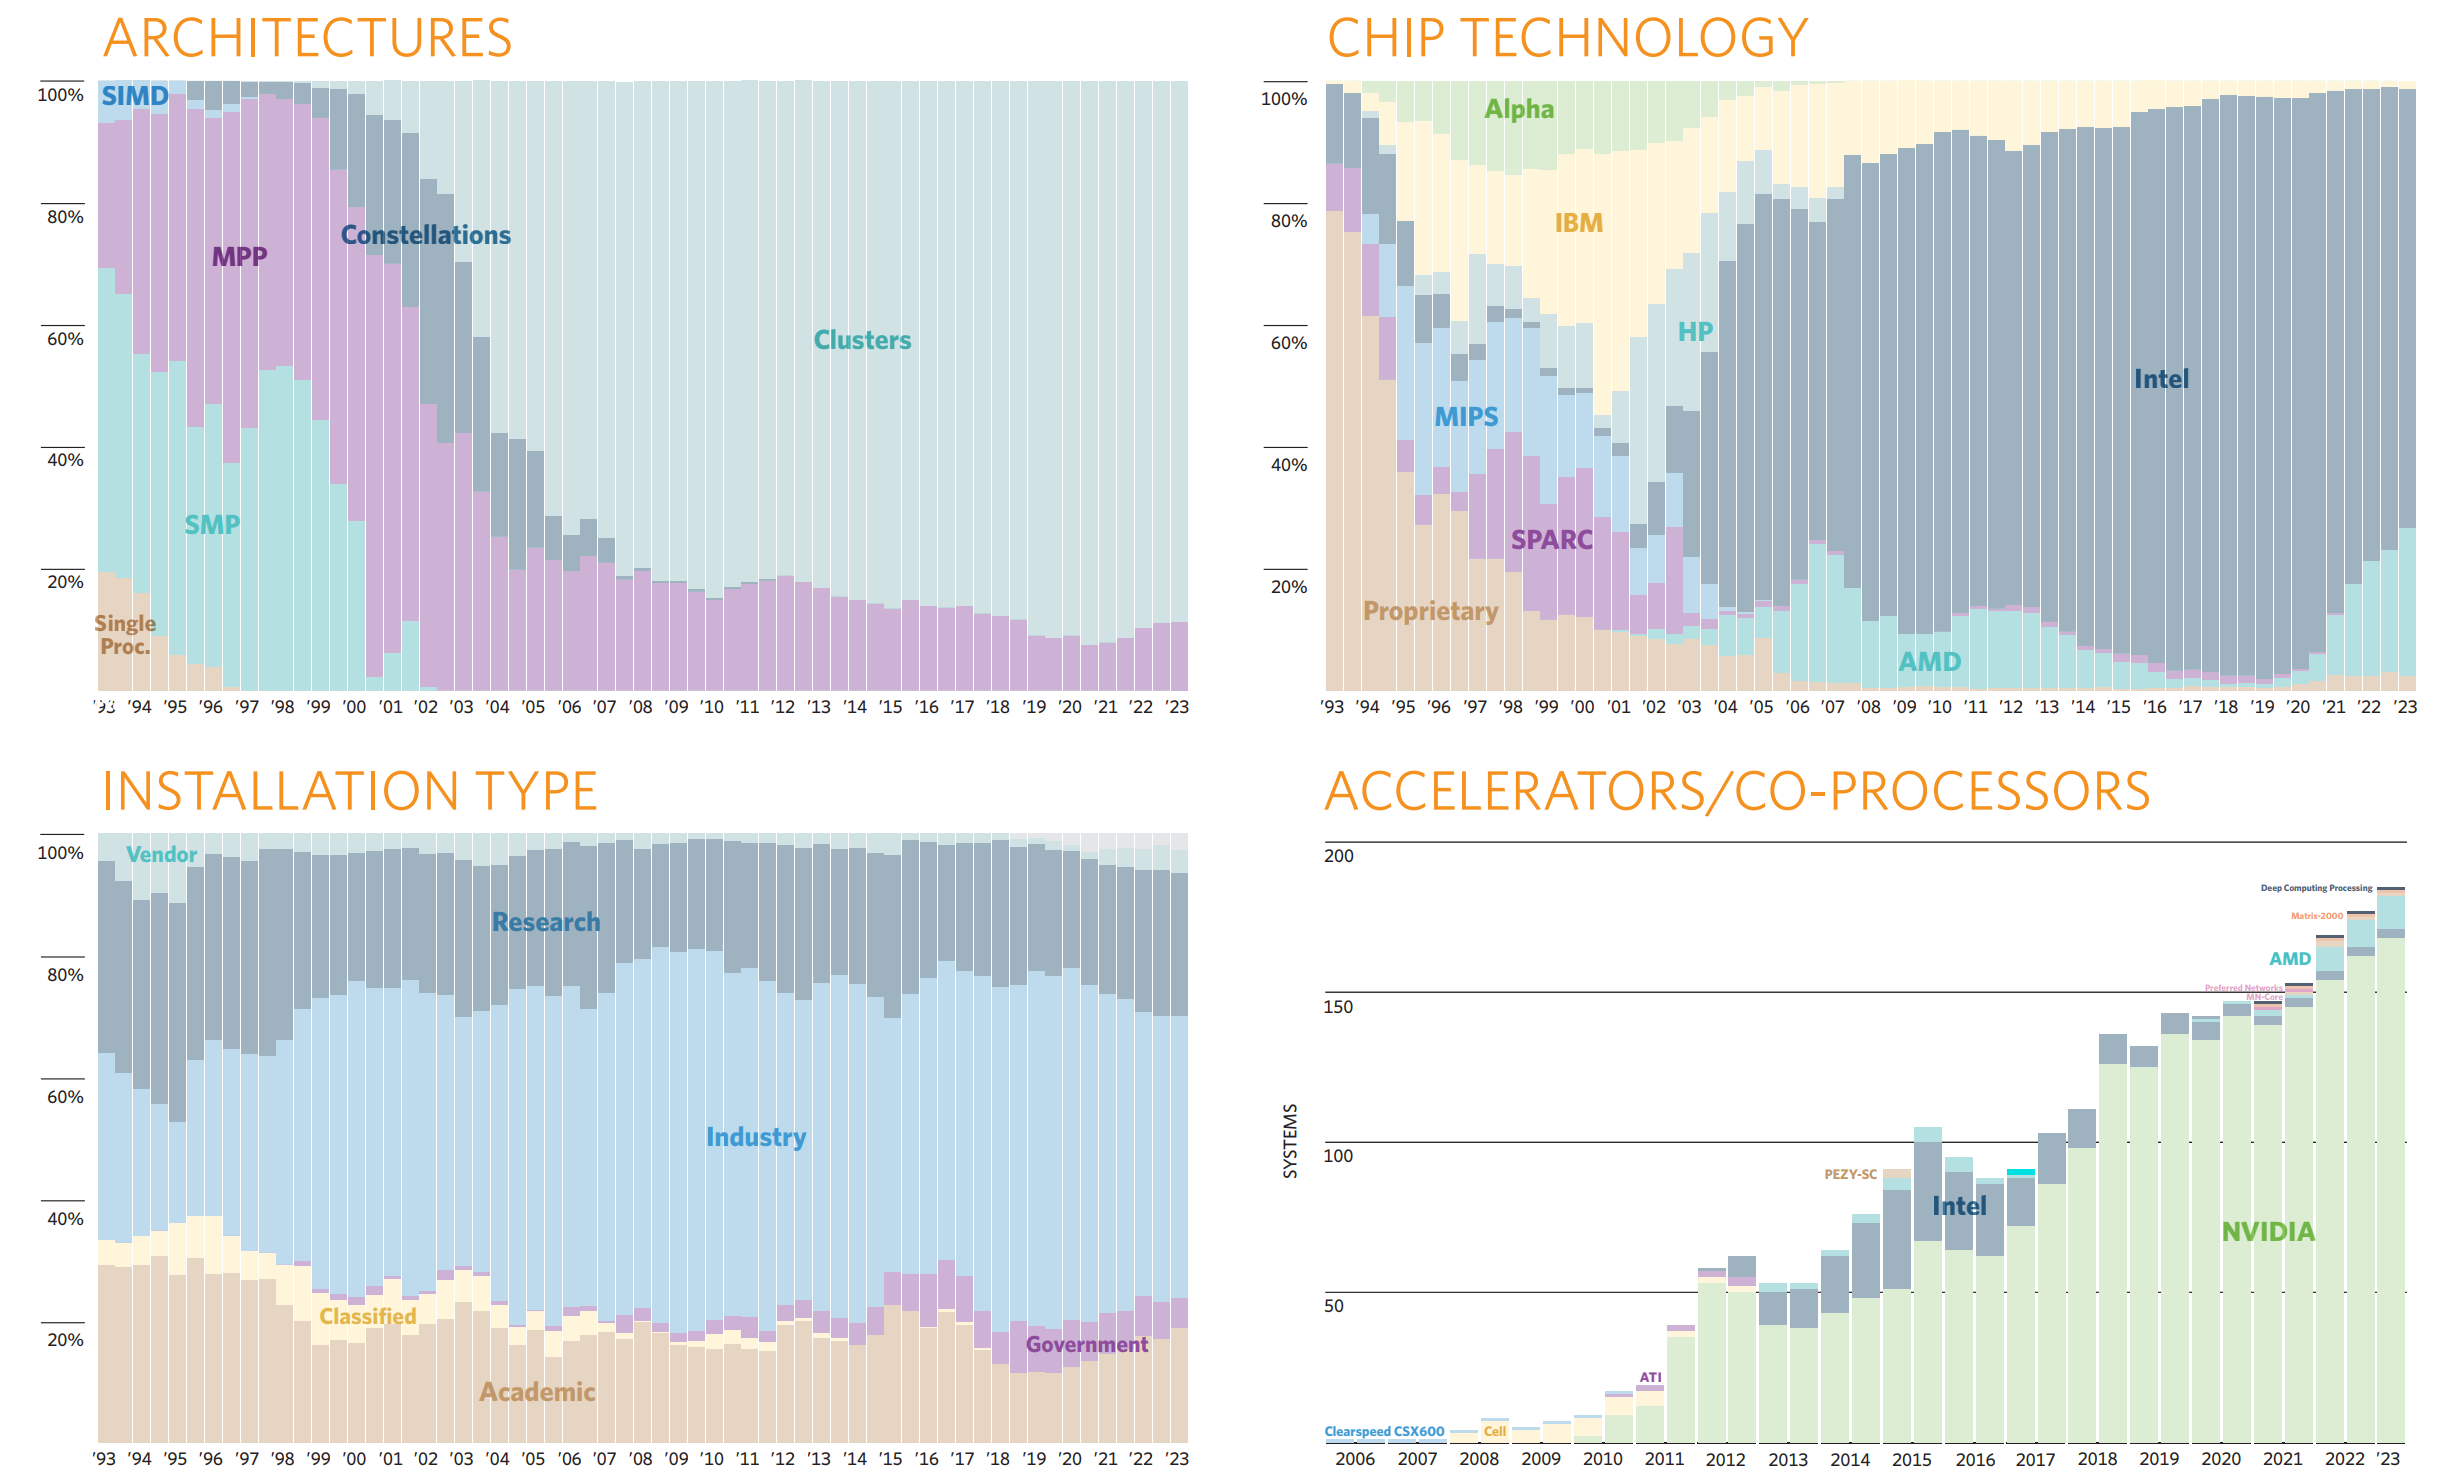 ARCHITECTURES
100%
80%
60%
40%
20%
SIMD
MPP
Constellations
Clusters
SMP
Single
Proc.
'93 '94 '95 '96 '97 '98 '99 '00 '01 '02 '03 '04 '05 '06 '07 '08 '09 '10 '11 '12 '13 '14 '15 '16 '17 '18 '19 '20 '21 '22 '23
CHIP TECHNOLOGY
100%
80%
60%
40%
20%
Alpha
IBM
HP
Intel
MIPS
SPARC
Proprietary
AMD
'93 '94 '95 '96 '97 '98 '99 '00 '01 '02 '03 '04 '05 '06 '07 '08 '09 '10 '11 '12 '13 '14 '15 '16 '17 '18 '19 '20 '21 '22 '23
INSTALLATION TYPE
100%
80%
60%
40%
20%
Vendor
Research
Industry
Classified
Government
Academic
'93 '94 '95 '96 '97 '98 '99 '00 '01 '02 '03 '04 '05 '06 '07 '08 '09 '10 '11 '12 '13 '14 '15 '16 '17 '18 '19 '20 '21 '22 '23
ACCELERATORS/CO-PROCESSORS
200
150
100
50
SYSTEMS
Deep Computing Processing
Matrix-2000
AMD
Preferred Networks
MN-Core
PEZY-SC
Intel
NVIDIA
ATI
Clearspeed CSX600
Cell
2006 2007 2008 2009 2010 2011 2012 2013 2014 2015 2016 2017 2018 2019 2020 2021 2022 '23